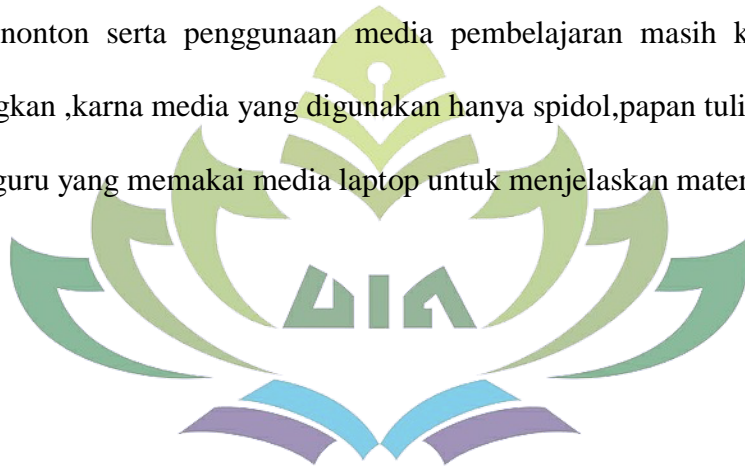 nonton serta penggunaan media pembelajaran masih k
gkan ,karna media yang digunakan hanya spidol,papan tuli
guru yang memakai media laptop untuk menjelaskan mater
UIN